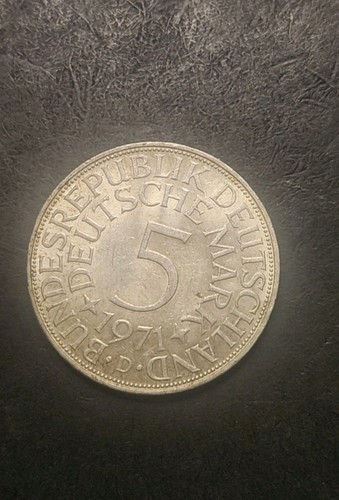 BUNDESREPUBLIK DEUTSCHLAND
DEUTSCHE MARK
5
1971
D